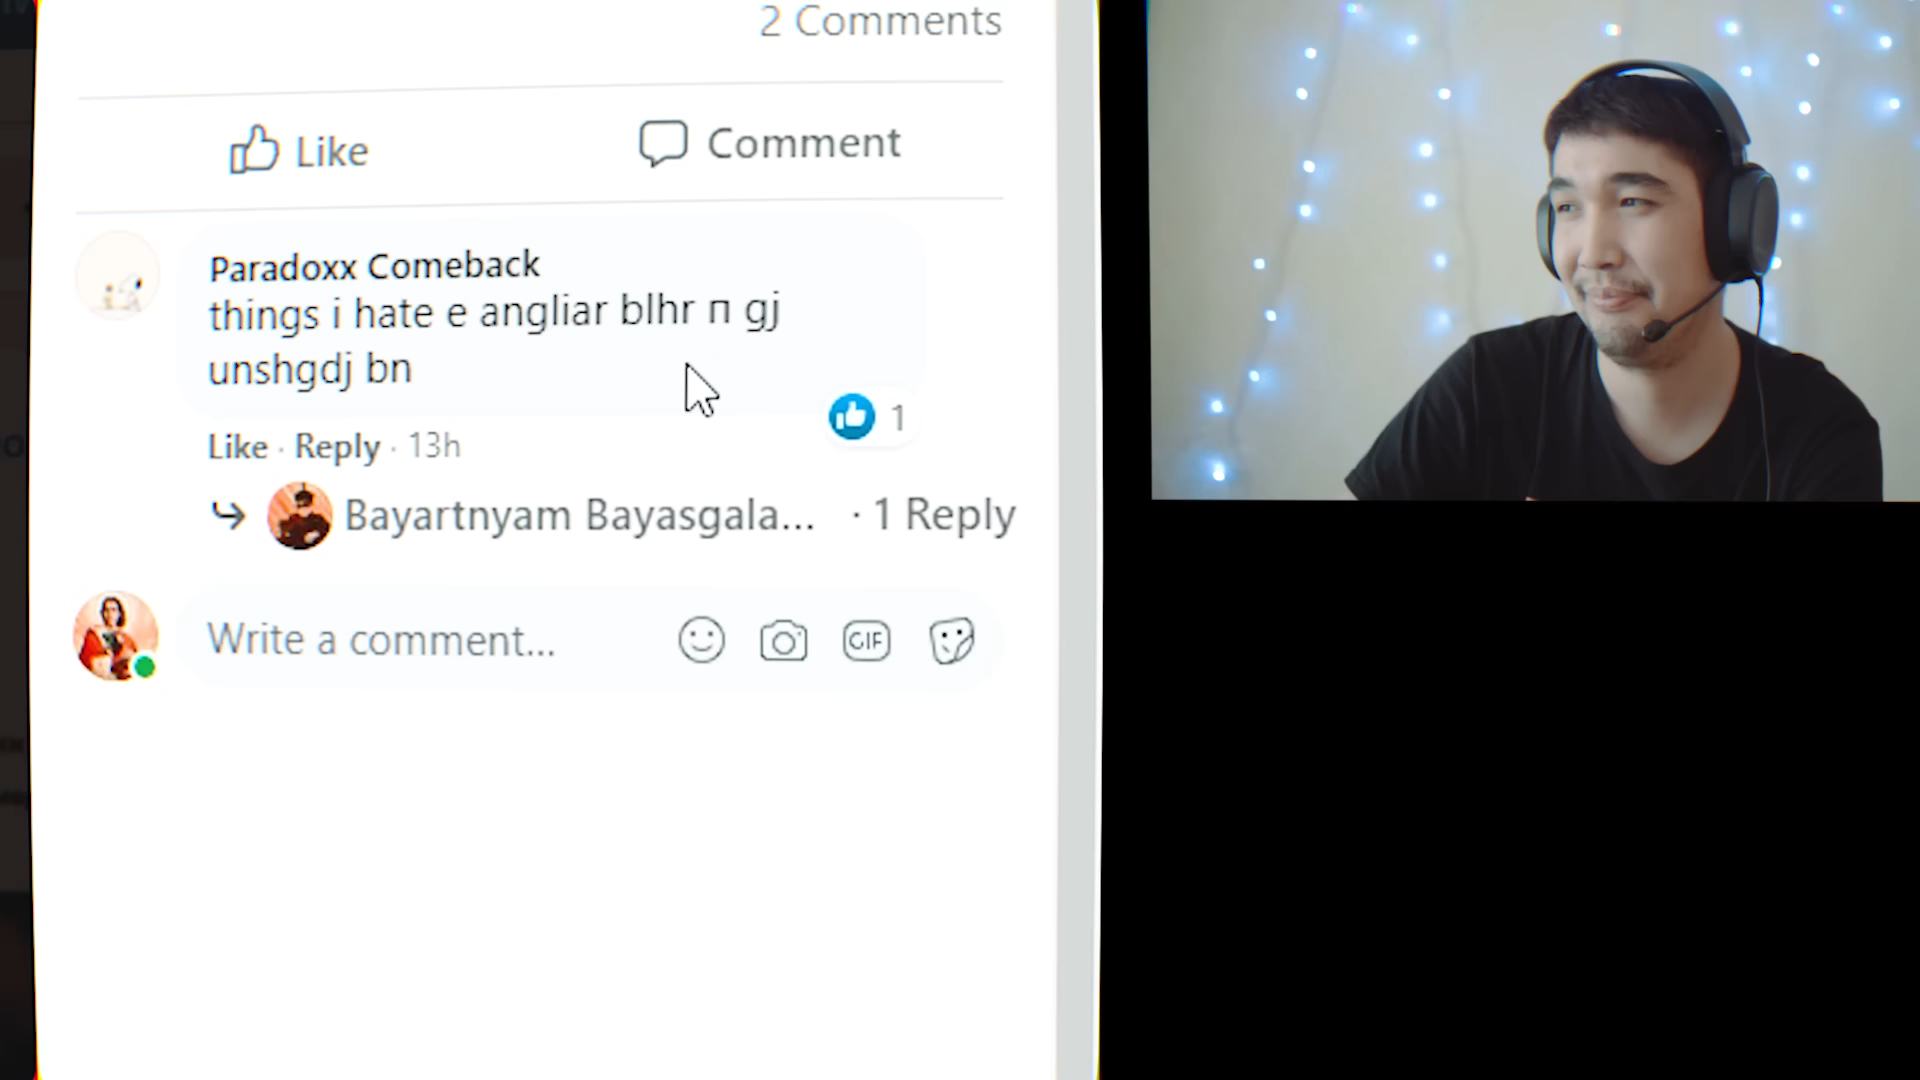 2 Comments
Like
Comment
Paradoxx Comeback
things i hate e angliar blhr n gj
unshgdj bn
1
Like · Reply · 13h
Bayartnyam Bayasgala... · 1 Reply
Write a comment...
GIF